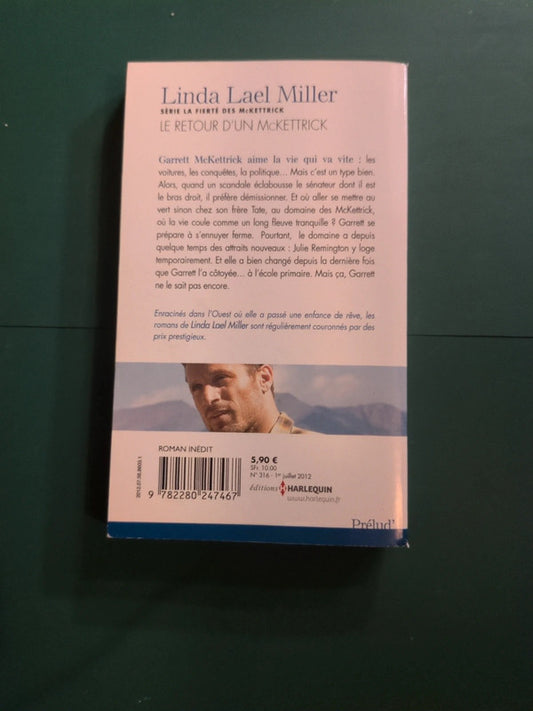 Linda Lael Miller
SÉRIE LA FIERTÉ DES McKETTRICK
LE RETOUR D'UN McKETTRICK
Garrett McKettrick aime la vie qui va vite : les
voitures, les conquêtes, la politique... Mais c'est un type bien.
Alors, quand un scandale éclabousse le sénateur dont il est
le bras droit, il préfère démissionner. Et où aller se mettre au
vert sinon chez son frère Tate, au domaine des McKettrick,
où la vie coule comme un long fleuve tranquille ? Garrett se
prépare à s'ennuyer ferme. Pourtant, le domaine a depuis
quelque temps des attraits nouveaux : Julie Remington y loge
temporairement. Et elle a bien changé depuis la dernière fois
que Garrett l'a côtoyée... à l'école primaire. Mais ça, Garrett
ne le sait pas encore.
Enracinés dans l'Ouest où elle a passé une enfance de rêve, les
romans de Linda Lael Miller sont régulièrement couronnés par des
prix prestigieux.
ROMAN INÉDIT
5,90 €
SFr. 10.00
N° 316 - 1er juillet 2012
éditions HARLEQUIN
www.harlequin.fr
9 782280 247467
Prélud'